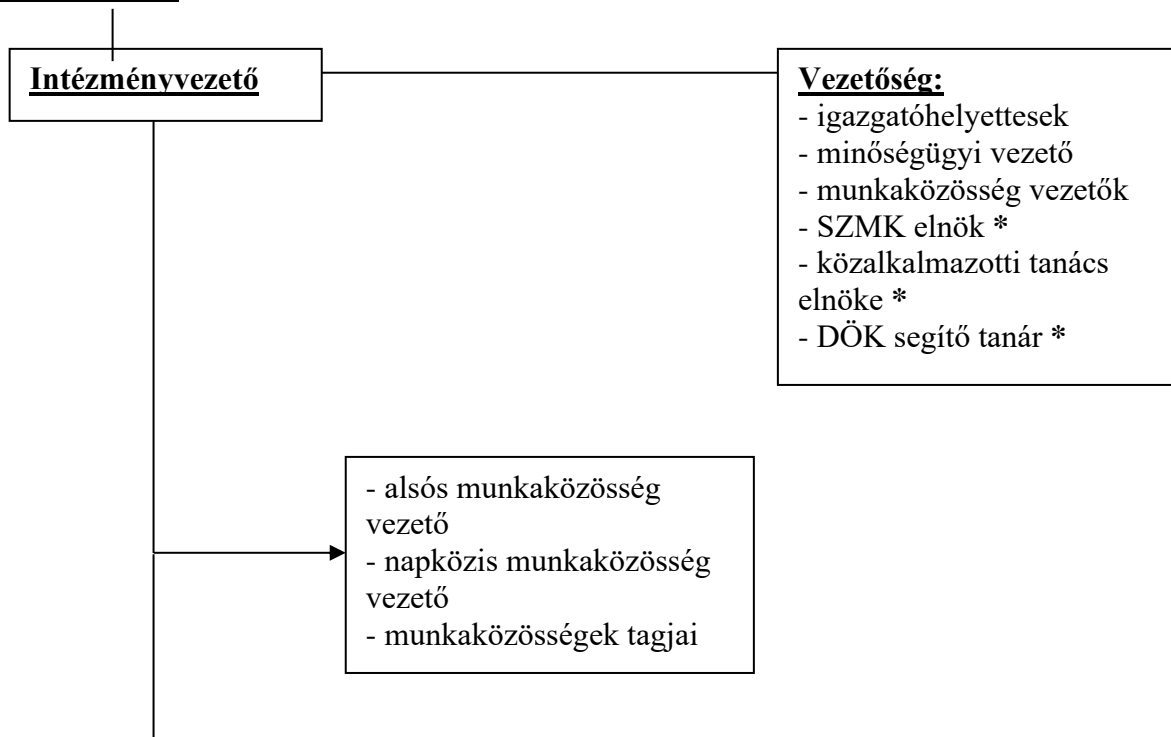 Intézményvezető
Vezetőség:
- igazgatóhelyettesek
- minőségügyi vezető
- munkaközösség vezetők
- SZMK elnök *
- közalkalmazotti tanács
elnöke *
- DÖK segítő tanár *
- alsós munkaközösség
vezető
- napközis munkaközösség
vezető
- munkaközösségek tagjai